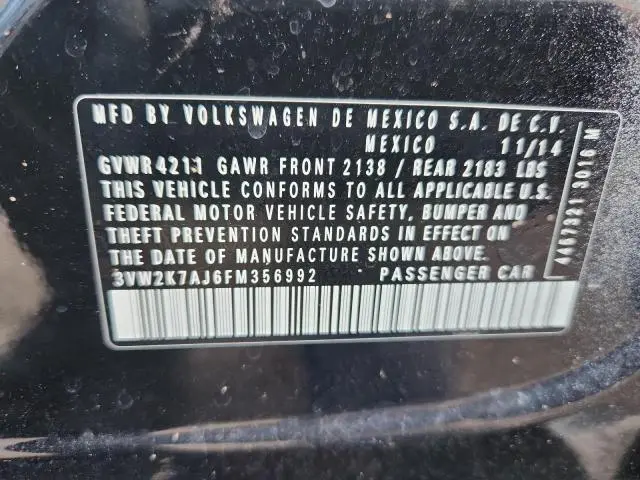 MFD BY VOLKSWAGEN DE MEXICO S.A. DE C.V.
MEXICO 11/14
GVWR 4211 GAWR FRONT 2138 / REAR 2183 LBS
THIS VEHICLE CONFORMS TO ALL APPLICABLE U.S.
FEDERAL MOTOR VEHICLE SAFETY, BUMPER AND
THEFT PREVENTION STANDARDS IN EFFECT ON
THE DATE OF MANUFACTURE SHOWN ABOVE.
3VW2K7AJ6FM356992 PASSENGER CAR
3016 M